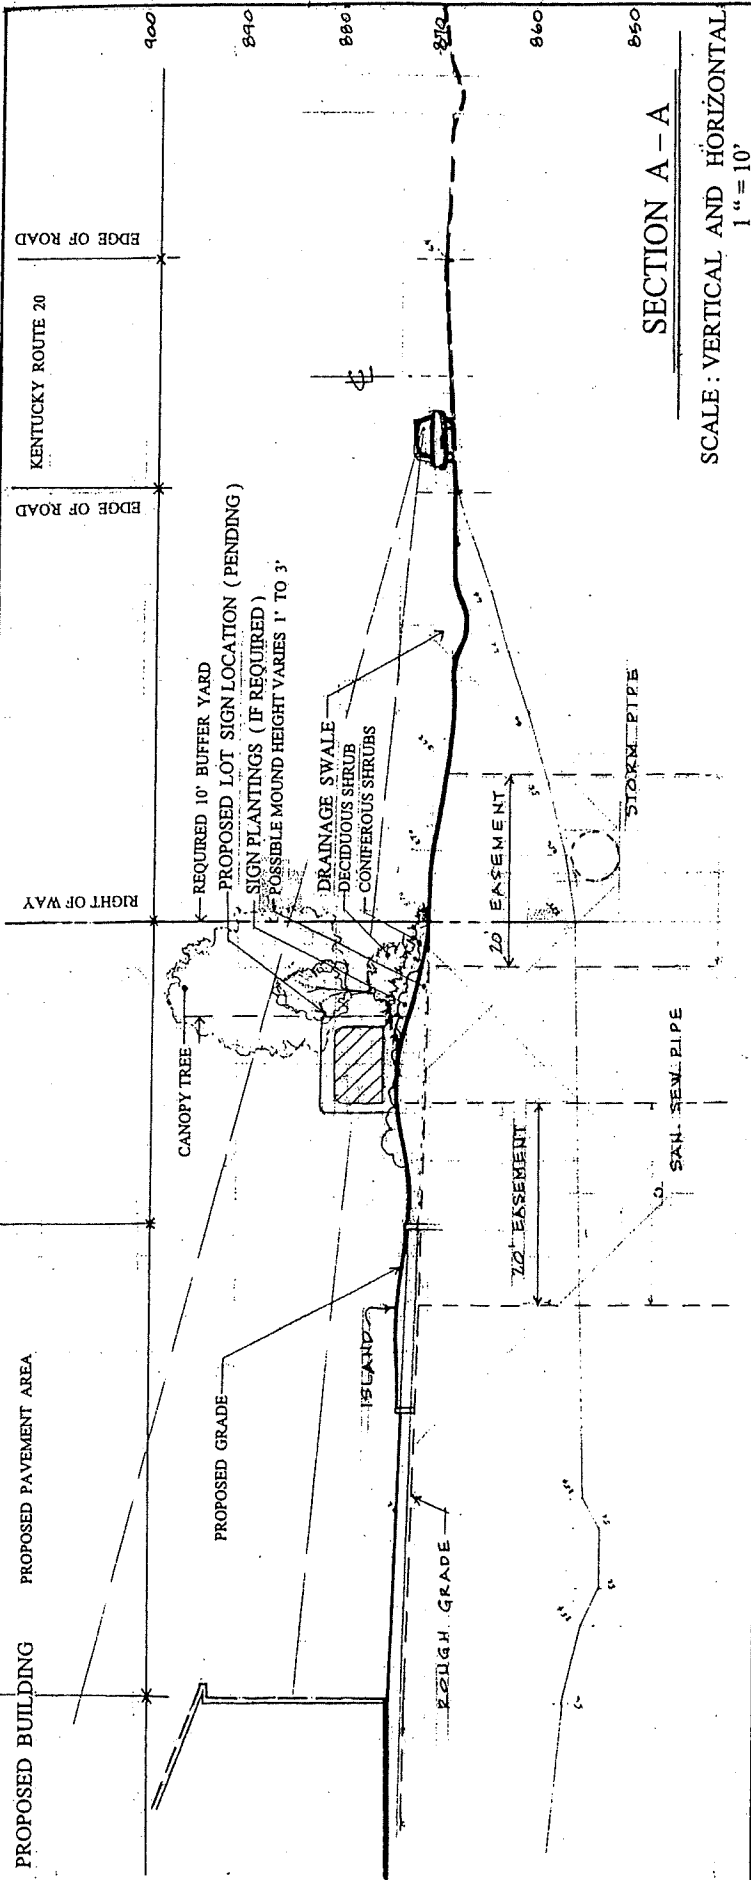 PROPOSED BUILDING
PROPOSED PAVEMENT AREA
RIGHT OF WAY
EDGE OF ROAD
KENTUCKY ROUTE 20
EDGE OF ROAD
900
890
880
870
860
850
CANOPY TREE
REQUIRED 10' BUFFER YARD
PROPOSED LOT SIGN LOCATION ( PENDING )
SIGN PLANTINGS ( IF REQUIRED )
POSSIBLE MOUND HEIGHT VARIES 1' TO 3'
DRAINAGE SWALE
DECIDUOUS SHRUB
CONIFEROUS SHRUBS
PROPOSED GRADE
ISLAND
ROUGH GRADE
20' EASEMENT
20' EASEMENT
SAN. SEW. PIPE
STORM PIPE
SECTION A – A
SCALE : VERTICAL AND HORIZONTAL
1 “ = 10’